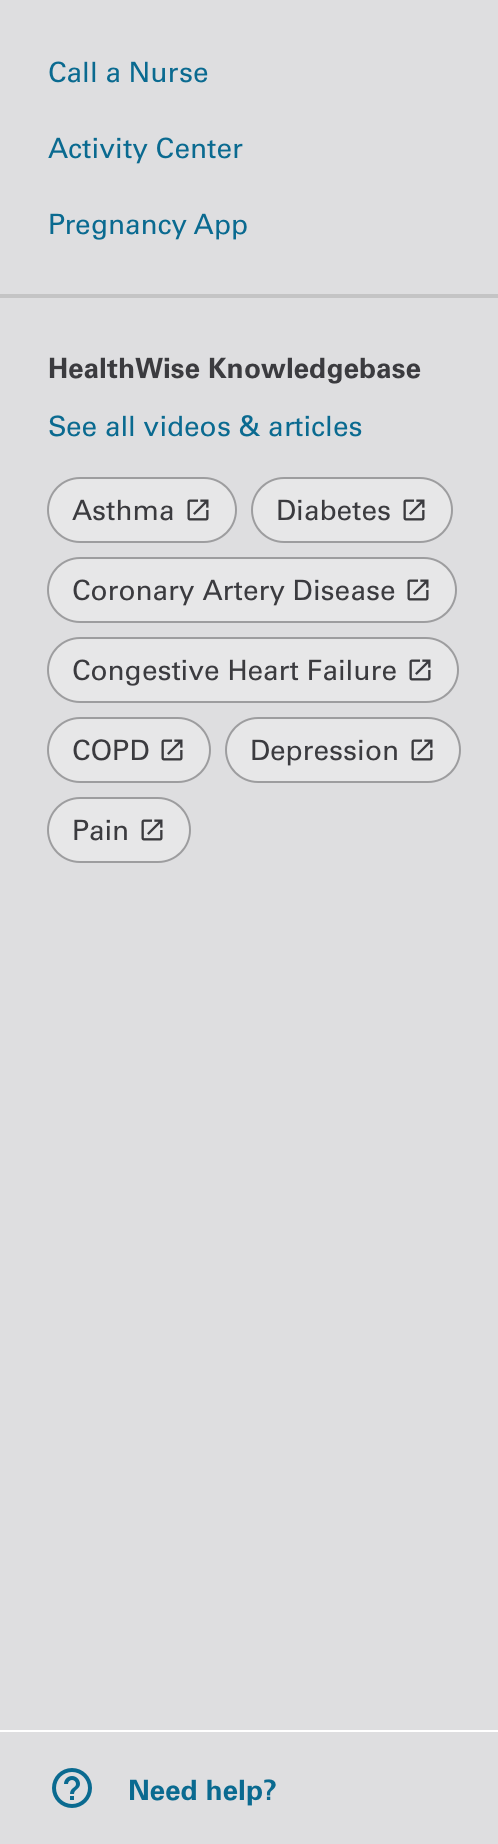 Call a Nurse
Activity Center
Pregnancy App
HealthWise Knowledgebase
See all videos & articles
Asthma
Diabetes
Coronary Artery Disease
Congestive Heart Failure
COPD
Depression
Pain
Need help?